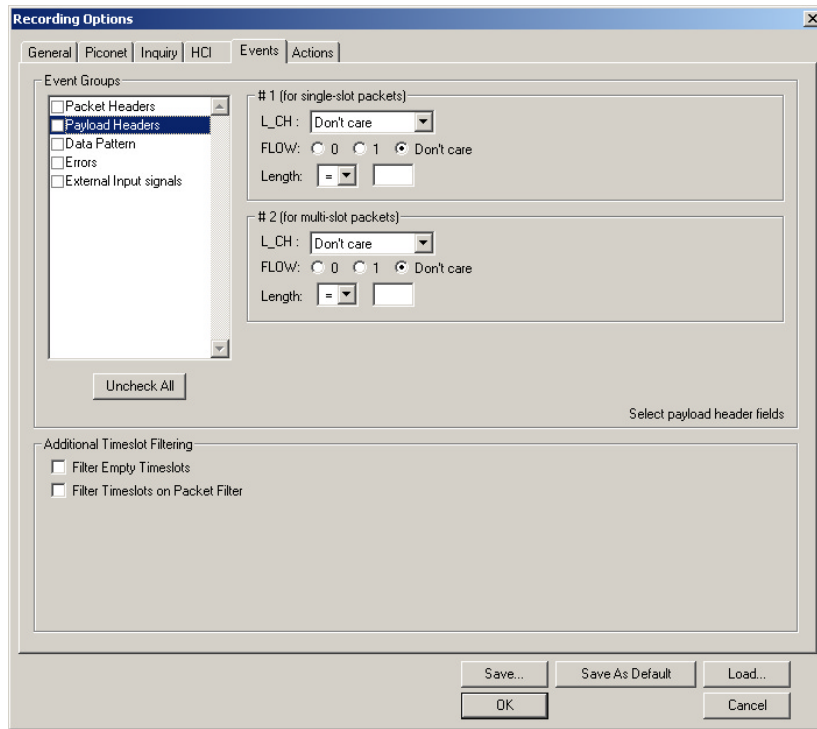 Recording Options
General Piconet Inquiry HCI Events Actions
Event Groups
Packet Headers
Payload Headers
Data Pattern
Errors
External Input signals
Uncheck All
# 1 (for single-slot packets)
L_CH : Don't care
FLOW: 0 1 Don't care
Length: =
# 2 (for multi-slot packets)
L_CH : Don't care
FLOW: 0 1 Don't care
Length: =
Select payload header fields
Additional Timeslot Filtering
Filter Empty Timeslots
Filter Timeslots on Packet Filter
Save... Save As Default Load...
OK Cancel